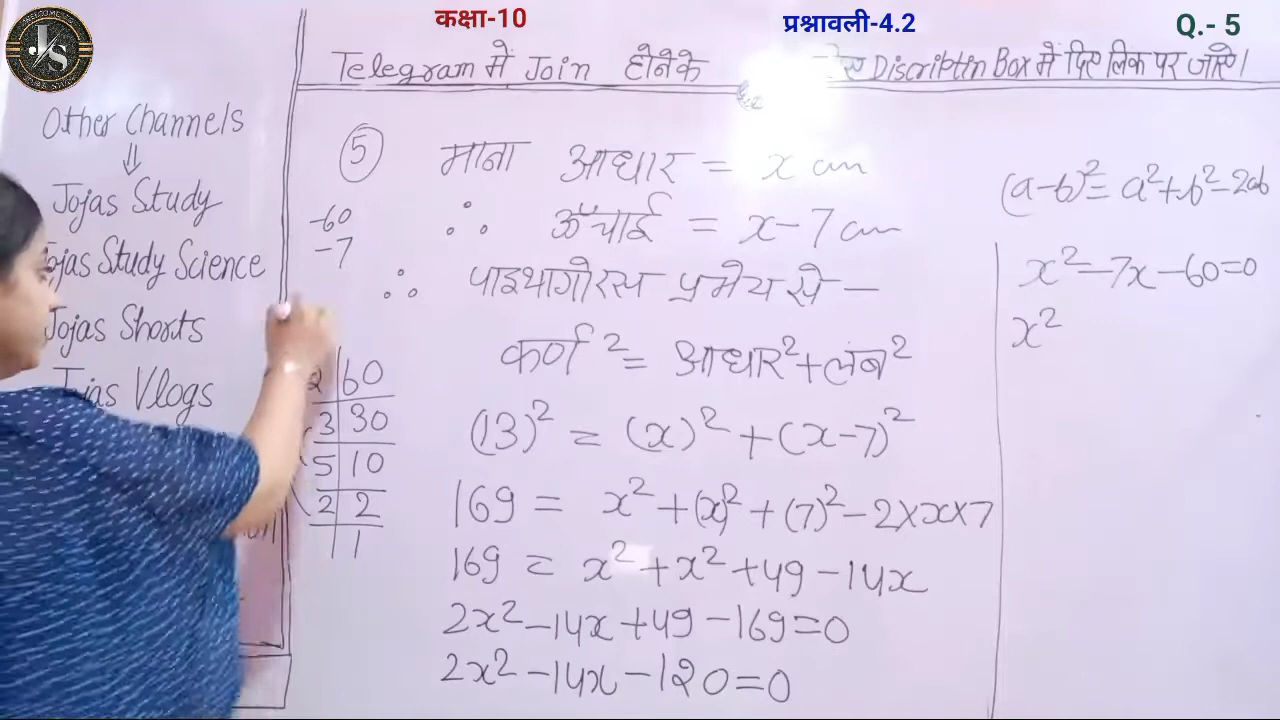 कक्षा-10
प्रश्नावली-4.2
Q.- 5
Telegram में Join होने के
Discriptin Box में दिए लिंक पर जाएं।
Other Channels
⇓
Jojas Study
Jojas Study Science
Jojas Shorts
Jojas Vlogs
⑤
माना आधार = x cm
∴ ऊँचाई = x-7 cm
∴ पाइथागोरस प्रमेय से —
कर्ण² = आधार² + लंब²
(13)² = (x)² + (x-7)²
169 = x² + (x)² + (7)² - 2×x×7
169 = x² + x² + 49 - 14x
2x² - 14x + 49 - 169 = 0
2x² - 14x - 120 = 0
-60
-7
2 | 60
3 | 30
5 | 10
2 | 2
| 1
(a-b)² = a² + b² - 2ab
x² - 7x - 60 = 0
x²